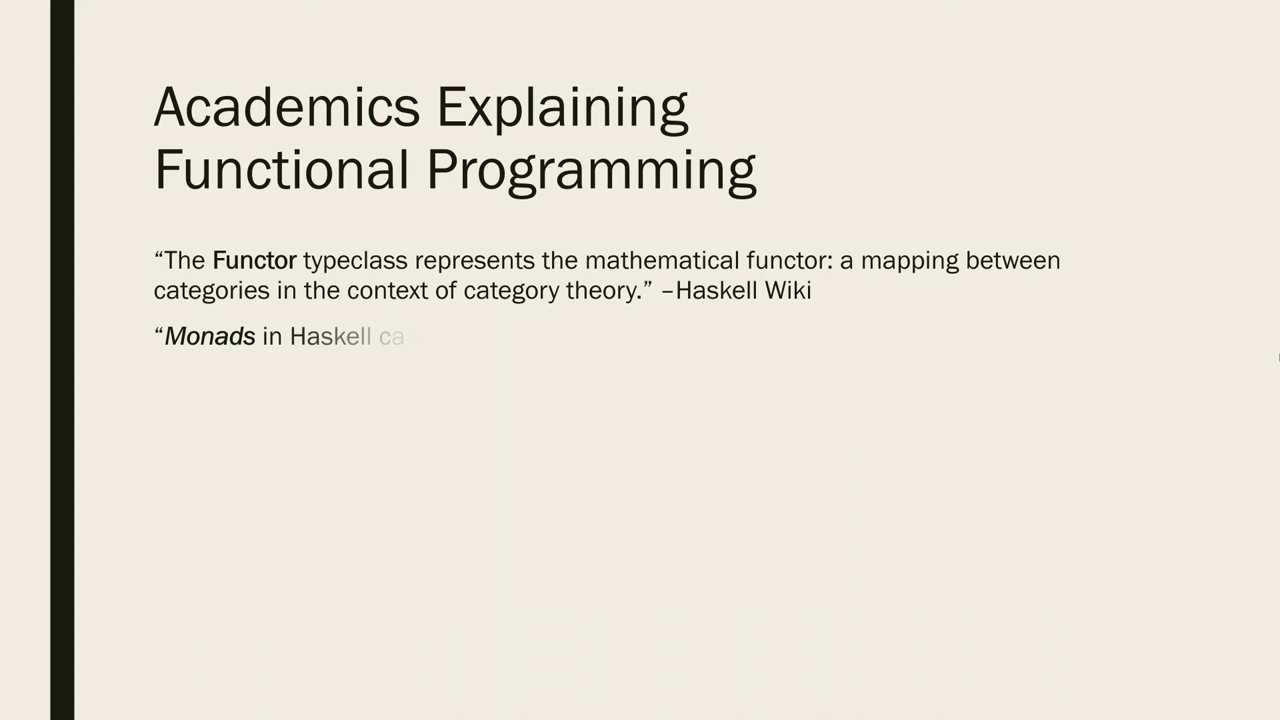 Academics Explaining
Functional Programming
“The Functor typeclass represents the mathematical functor: a mapping between
categories in the context of category theory.” –Haskell Wiki
“Monads in Haskell ca